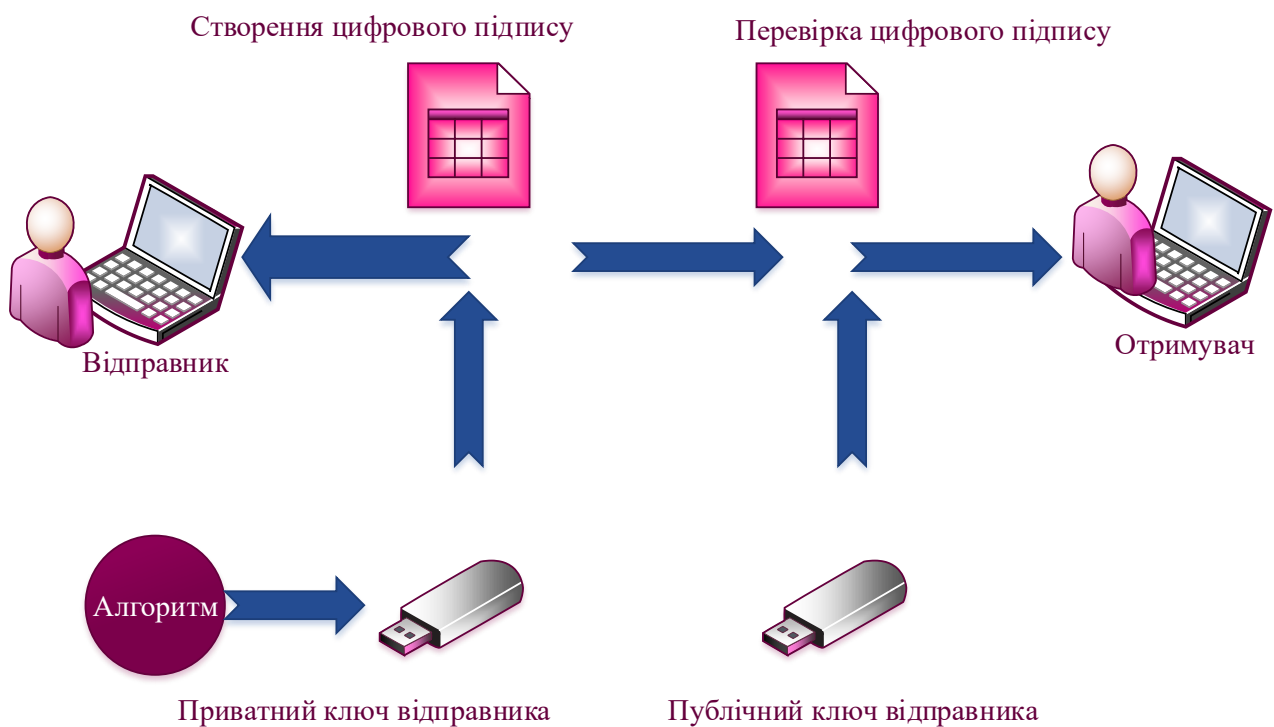 Створення цифрового підпису
Перевірка цифрового підпису
Відправник
Отримувач
Алгоритм
Приватний ключ відправника
Публічний ключ відправника